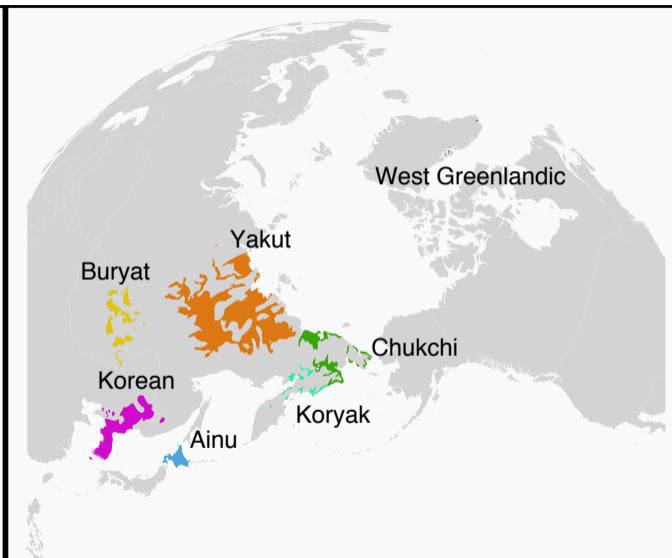 West Greenlandic
Yakut
Buryat
Chukchi
Korean
Koryak
Ainu